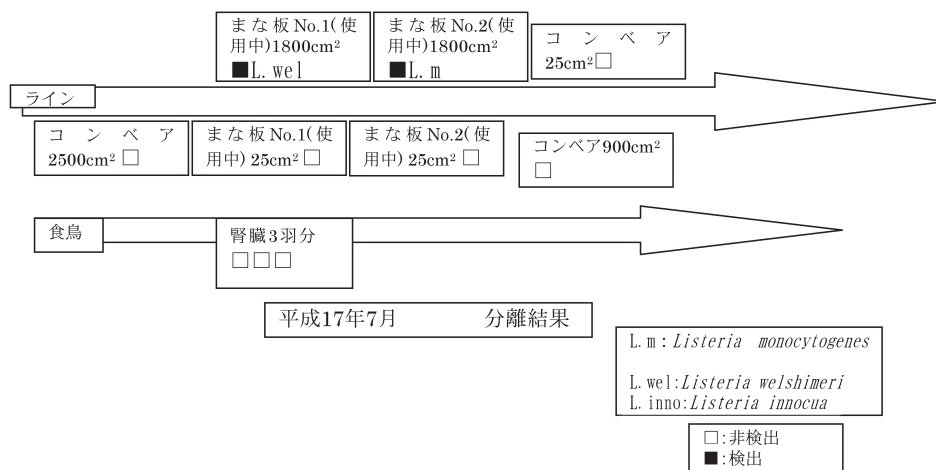 まな板No.1(使
用中)1800cm²
■L.wel
まな板No.2(使
用中)1800cm²
■L.m
コンベア
25cm²□
ライン
コンベア
2500cm² □
まな板No.1(使
用中) 25cm² □
まな板No.2(使
用中) 25cm² □
コンベア900cm²
□
食鳥
腎臓3羽分
□□□
平成17年7月 分離結果
L.m:Listeria monocytogenes
L.wel:Listeria welshimeri
L.inno:Listeria innocua
□:非検出
■:検出